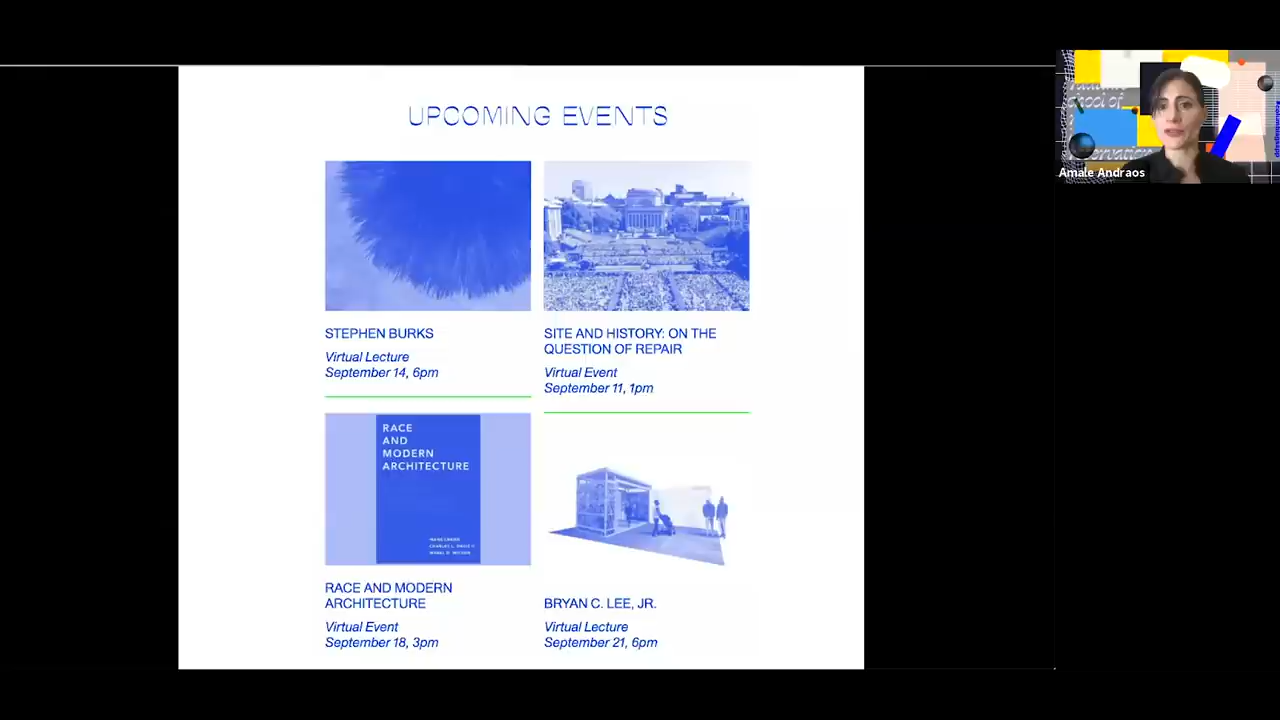 UPCOMING EVENTS
STEPHEN BURKS
Virtual Lecture
September 14, 6pm
SITE AND HISTORY: ON THE
QUESTION OF REPAIR
Virtual Event
September 11, 1pm
RACE
AND
MODERN
ARCHITECTURE
RACE AND MODERN
ARCHITECTURE
Virtual Event
September 18, 3pm
BRYAN C. LEE, JR.
Virtual Lecture
September 21, 6pm
Amale Andraos